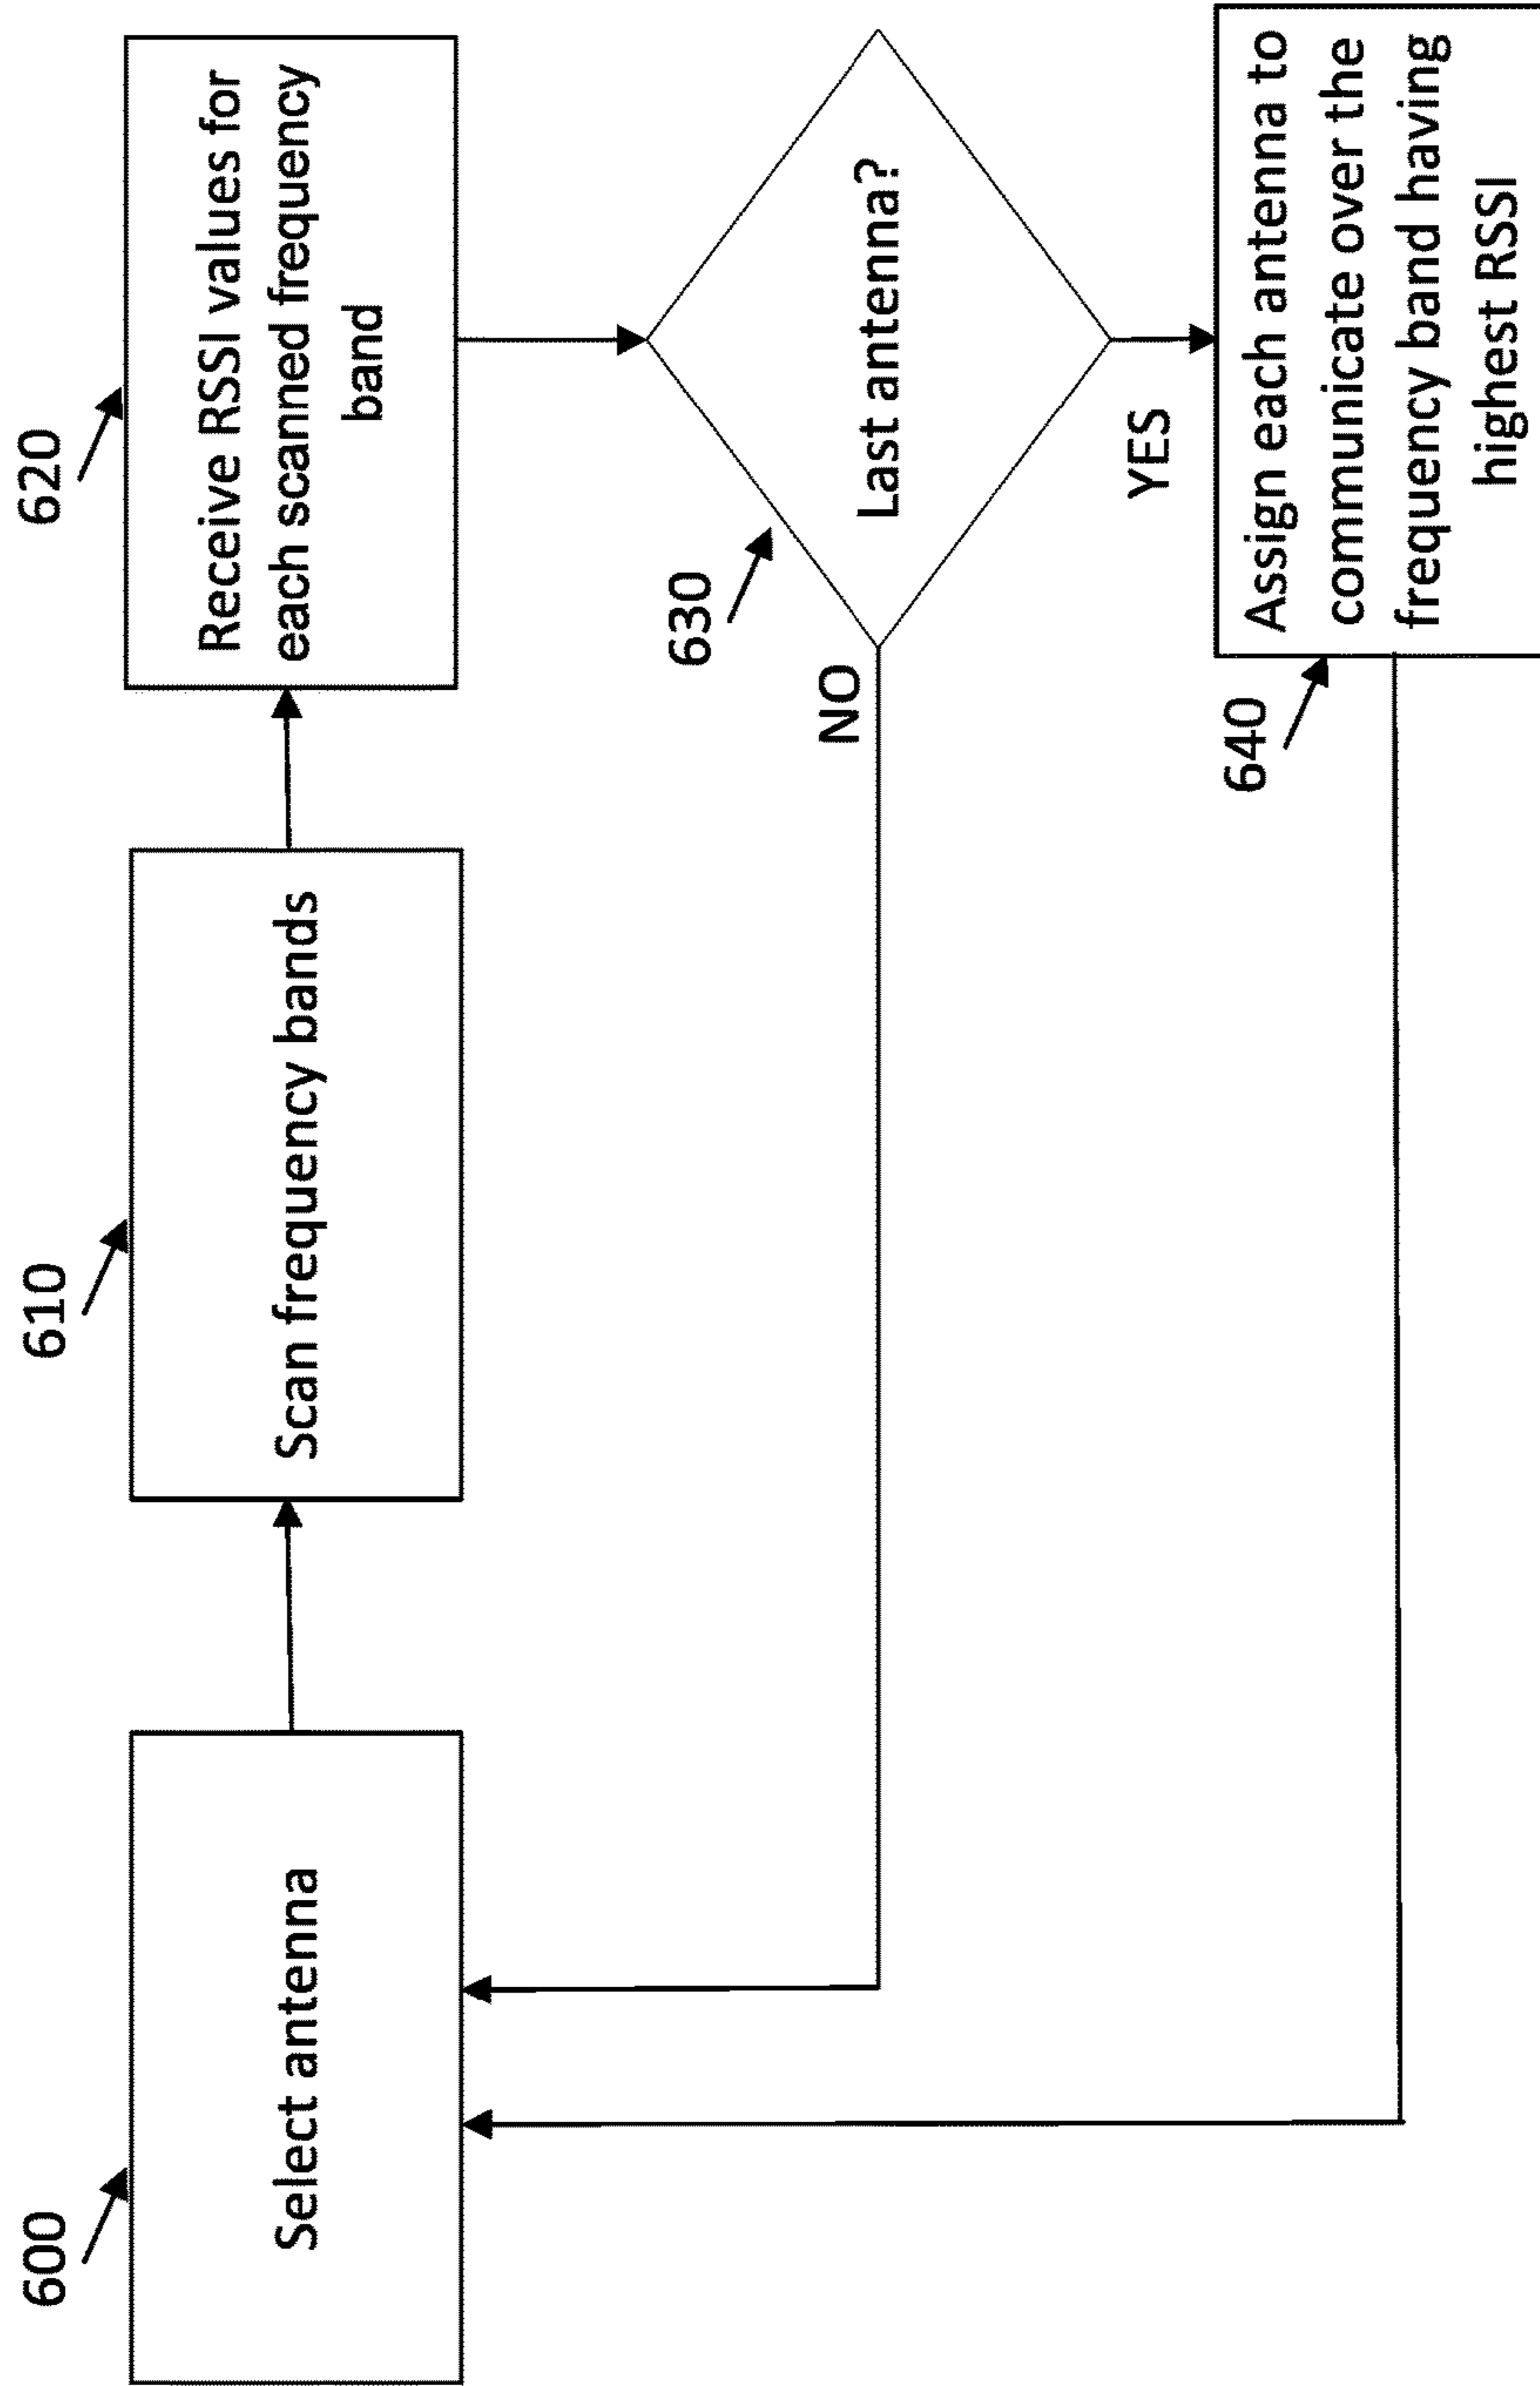 600
Select antenna
610
Scan frequency bands
620
Receive RSSI values for
each scanned frequency
band
630
Last antenna?
NO
YES
640
Assign each antenna to
communicate over the
frequency band having
highest RSSI